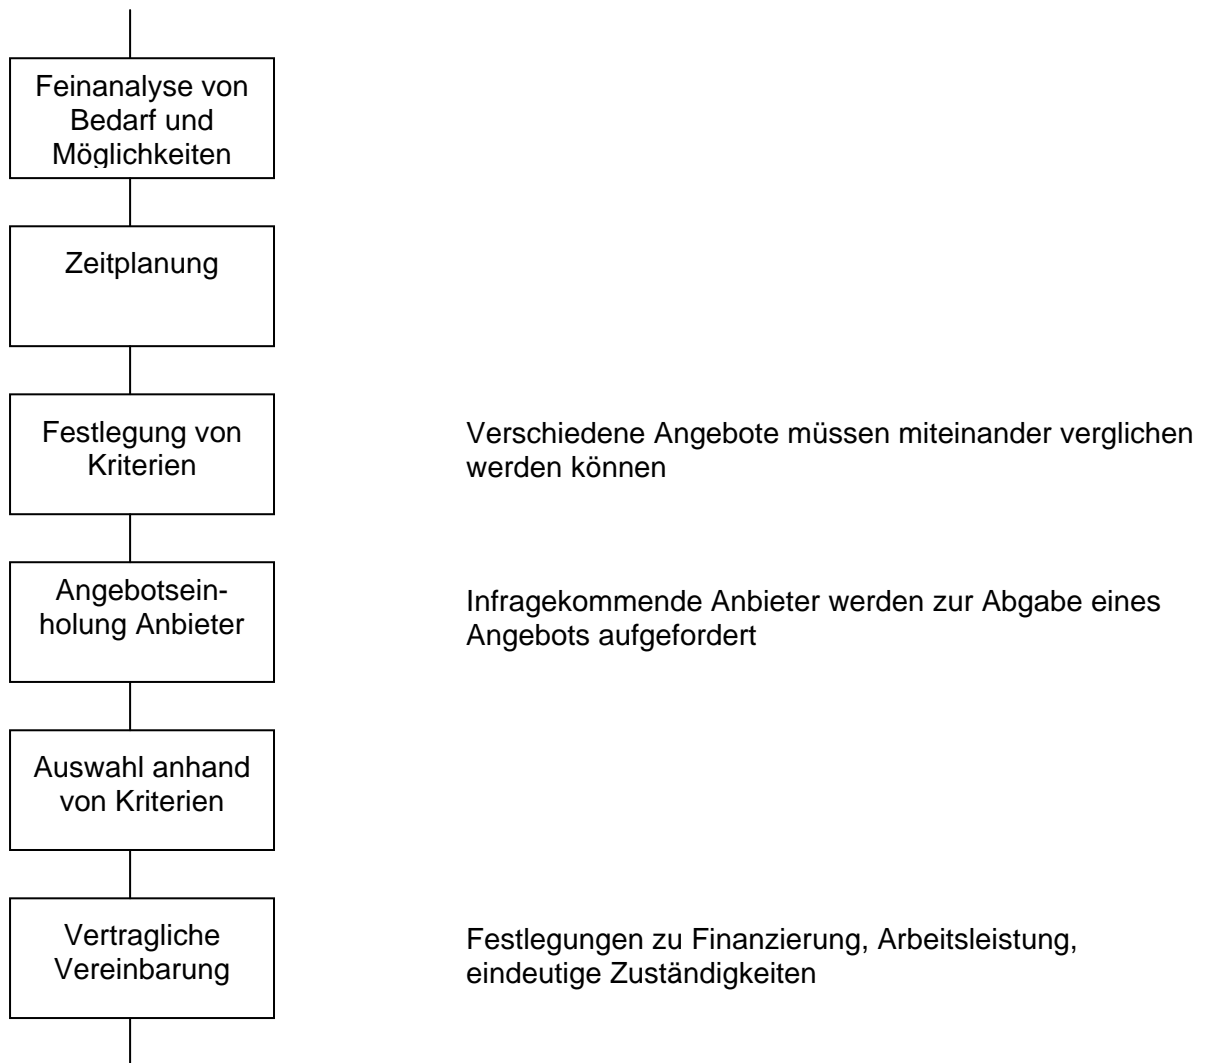 Feinanalyse von
Bedarf und
Möglichkeiten
Zeitplanung
Festlegung von
Kriterien
Verschiedene Angebote müssen miteinander verglichen
werden können
Angebotsein-
holung Anbieter
Infragekommende Anbieter werden zur Abgabe eines
Angebots aufgefordert
Auswahl anhand
von Kriterien
Vertragliche
Vereinbarung
Festlegungen zu Finanzierung, Arbeitsleistung,
eindeutige Zuständigkeiten